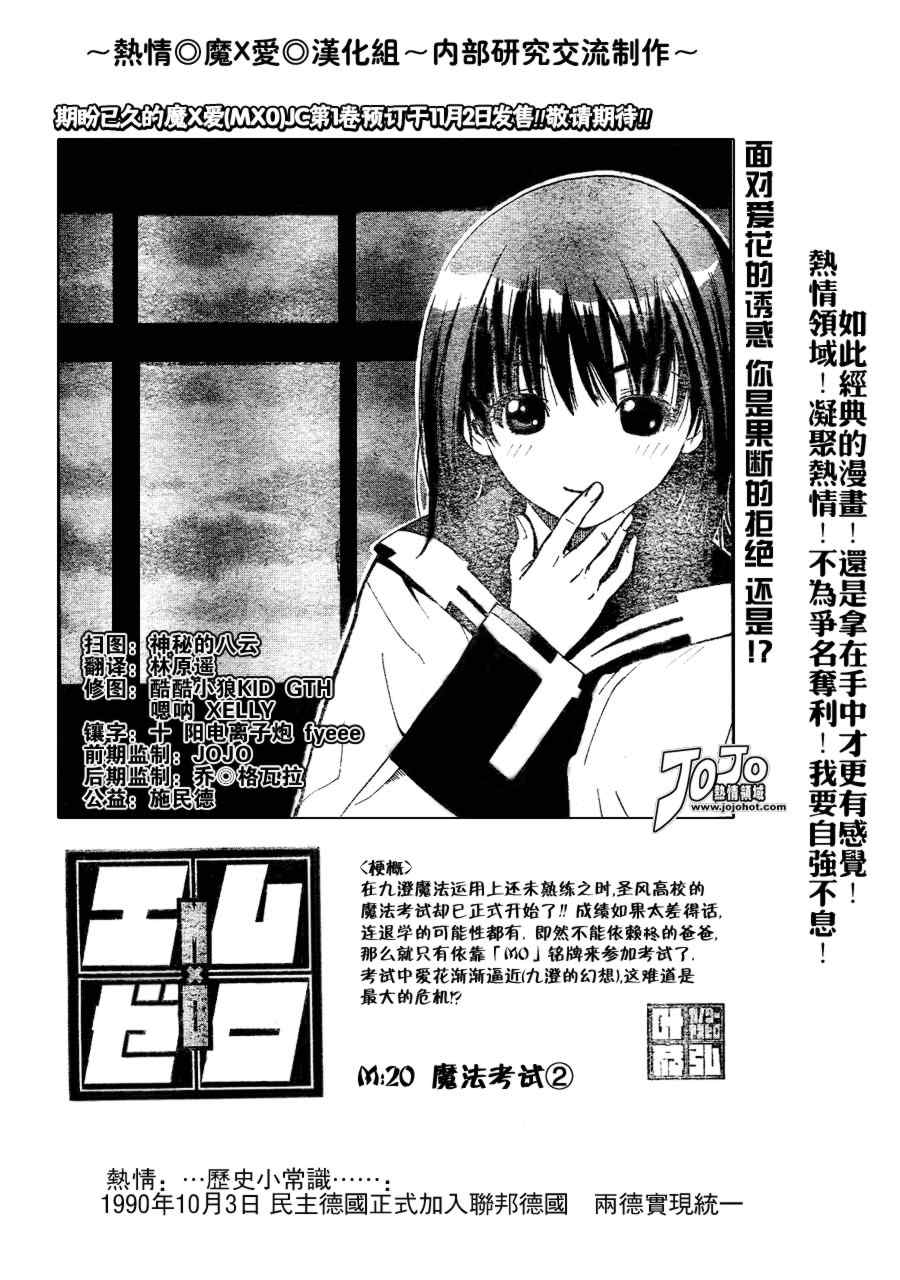 ～熱情◎魔X愛◎漢化組～内部研究交流制作～
期盼已久的魔X爱(MX0)JC第1卷预订于11月2日发售!!敬请期待!!
面对爱花的诱惑 你是果断的拒绝 还是!?
如此經典的漫畫！還是拿在手中才更有感覺！
熱情領域！凝聚熱情！不為爭名奪利！我要自強不息！
扫图：神秘的八云
翻译：林原遥
修图：酷酷小狼KID GTH
嗯呐 XELLY
镶字：十 阳电离子炮 fyeee
前期监制：JOJO
后期监制：乔◎格瓦拉
公益：施民德
JoJo
熱情領域
www.jojohot.com
エム
M×0
ゼロ
〈梗概〉
在九澄魔法运用上还未熟练之时,圣风高校的
魔法考试却已正式开始了!! 成绩如果太差得话,
连退学的可能性都有. 即然不能依赖柊的爸爸,
那么就只有依靠「M0」铭牌来参加考试了.
考试中爱花渐渐逼近(九澄的幻想),这难道是
最大的危机!?
M:20 魔法考试②
熱情：…歷史小常識……：
1990年10月3日 民主德國正式加入聯邦德國　兩德實現統一